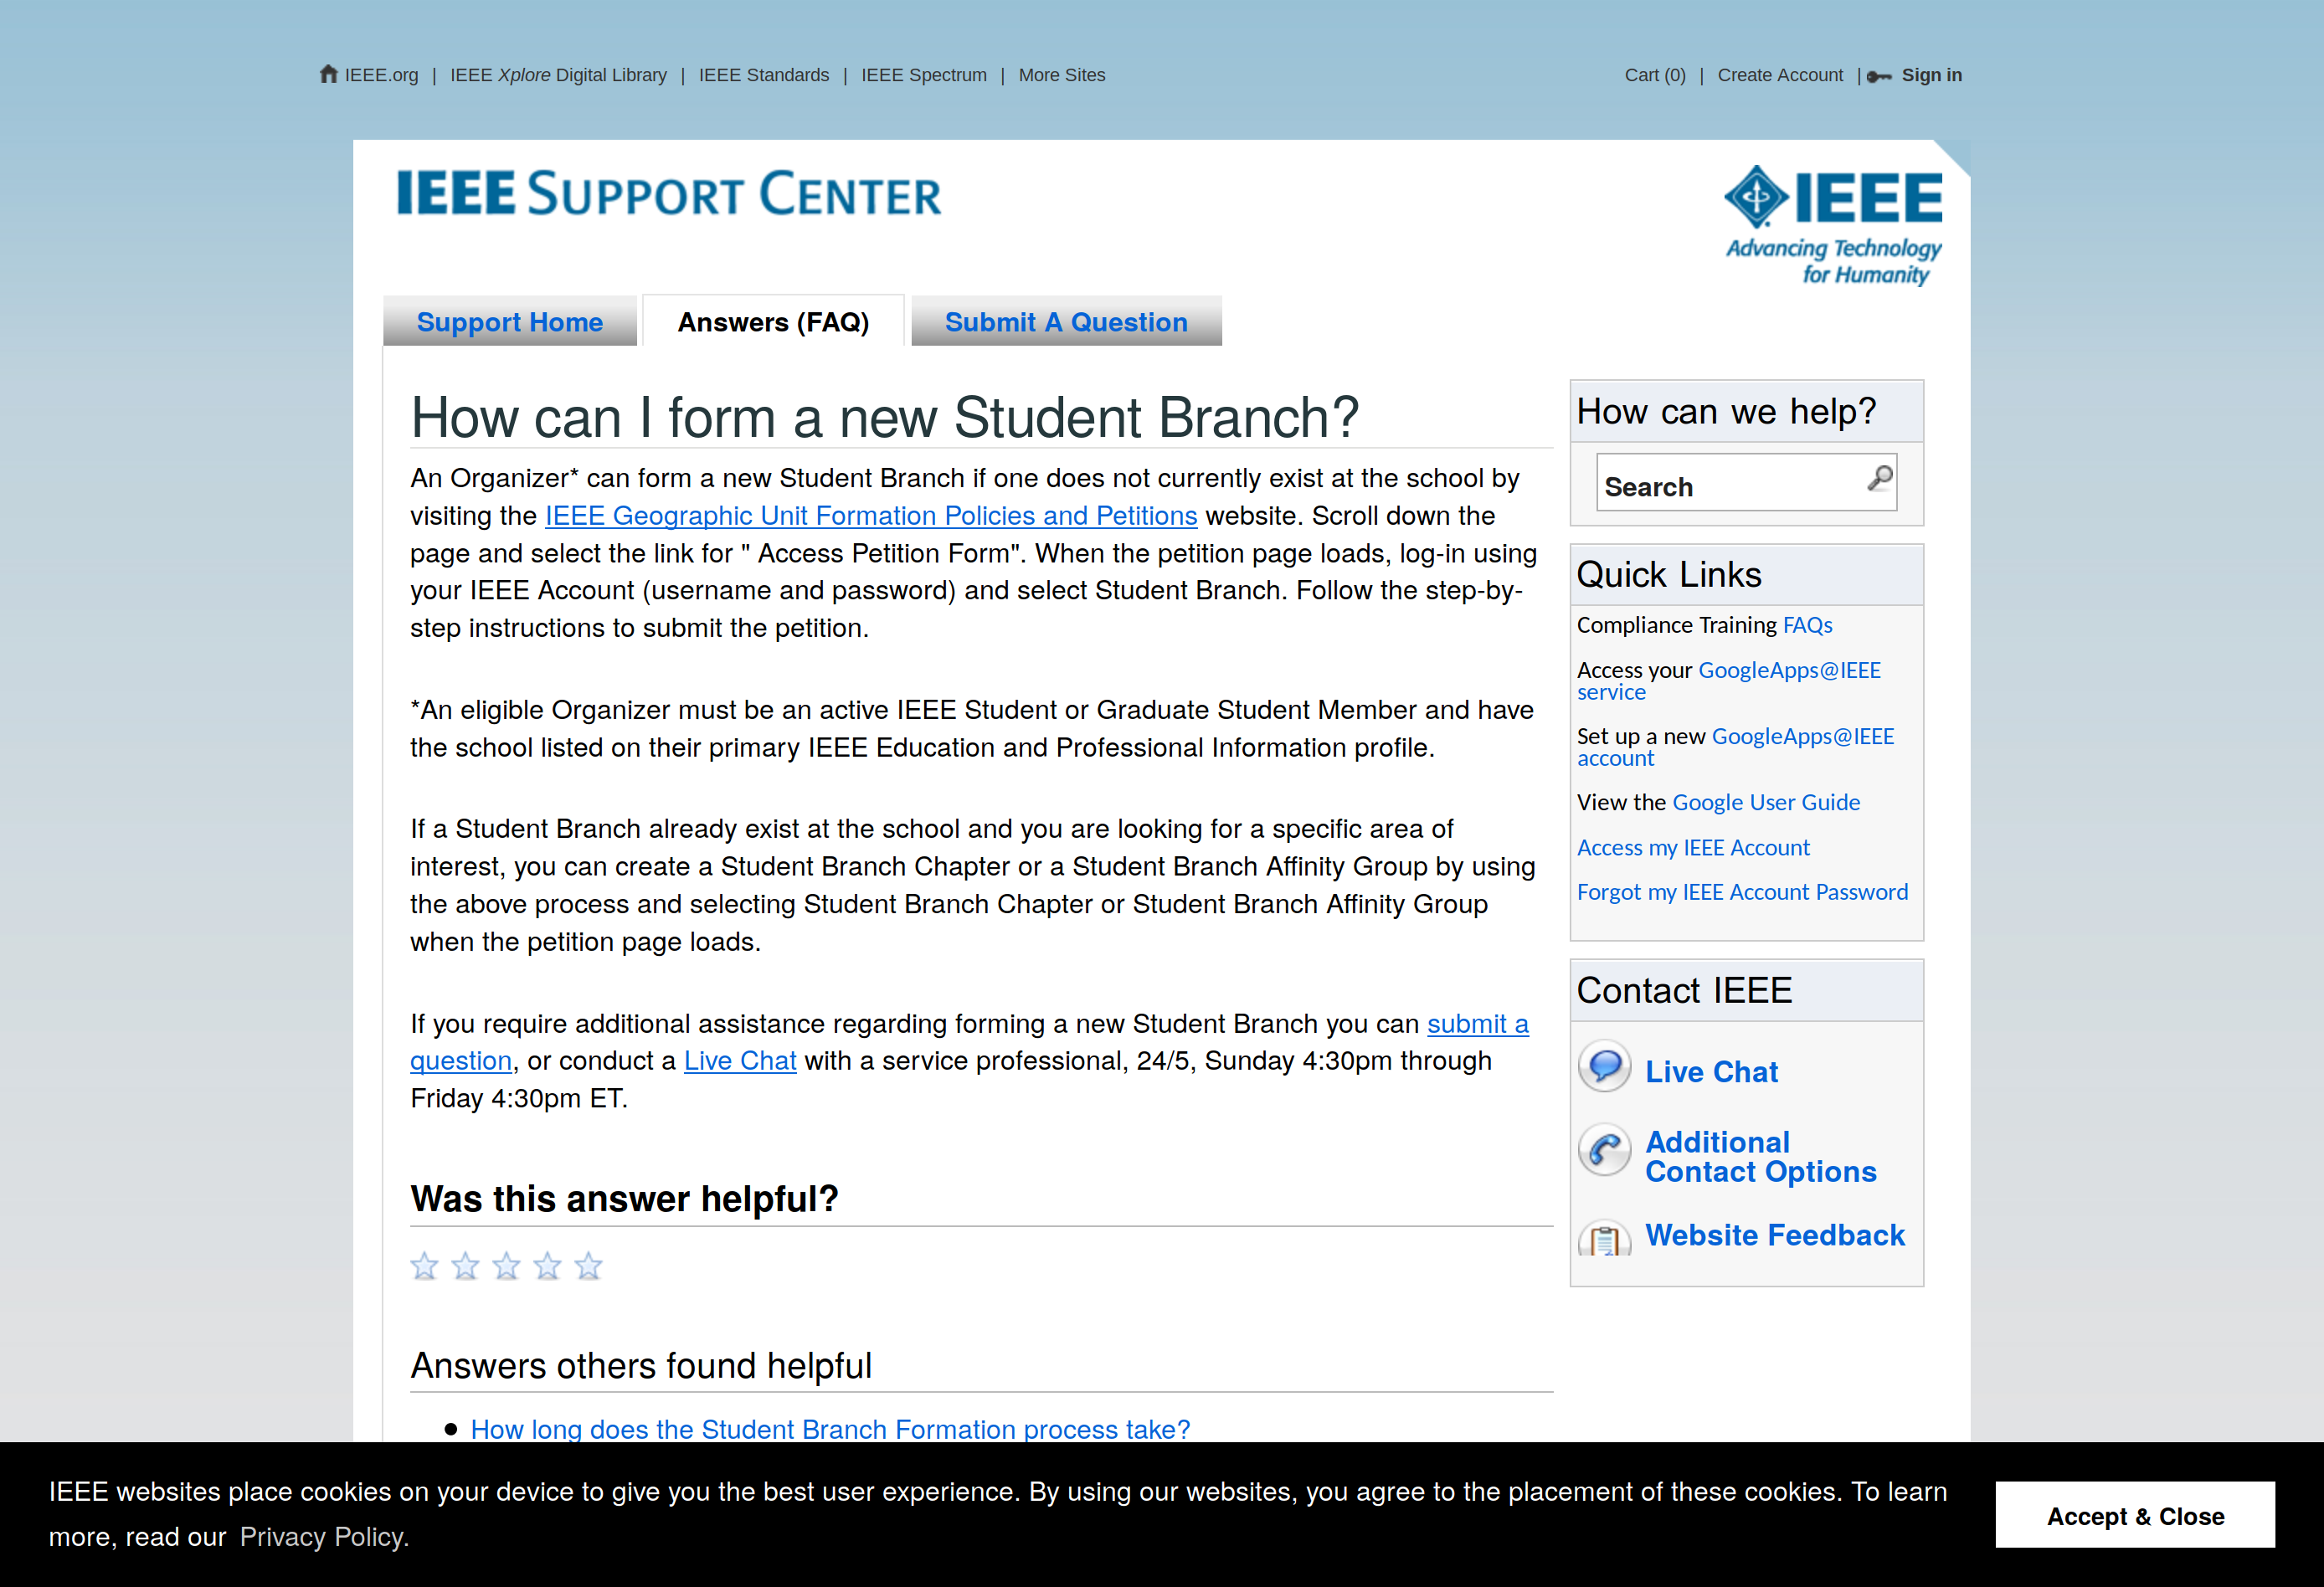 IEEE.org | IEEE Xplore Digital Library | IEEE Standards | IEEE Spectrum | More Sites
Cart (0) | Create Account | Sign in
IEEE SUPPORT CENTER
IEEE
Advancing Technology
for Humanity
Support Home
Answers (FAQ)
Submit A Question
How can I form a new Student Branch?
An Organizer* can form a new Student Branch if one does not currently exist at the school by
visiting the IEEE Geographic Unit Formation Policies and Petitions website. Scroll down the
page and select the link for " Access Petition Form". When the petition page loads, log-in using
your IEEE Account (username and password) and select Student Branch. Follow the step-by-
step instructions to submit the petition.
*An eligible Organizer must be an active IEEE Student or Graduate Student Member and have
the school listed on their primary IEEE Education and Professional Information profile.
If a Student Branch already exist at the school and you are looking for a specific area of
interest, you can create a Student Branch Chapter or a Student Branch Affinity Group by using
the above process and selecting Student Branch Chapter or Student Branch Affinity Group
when the petition page loads.
If you require additional assistance regarding forming a new Student Branch you can submit a
question, or conduct a Live Chat with a service professional, 24/5, Sunday 4:30pm through
Friday 4:30pm ET.
Was this answer helpful?
Answers others found helpful
How long does the Student Branch Formation process take?
How can we help?
Search
Quick Links
Compliance Training FAQs
Access your GoogleApps@IEEE
service
Set up a new GoogleApps@IEEE
account
View the Google User Guide
Access my IEEE Account
Forgot my IEEE Account Password
Contact IEEE
Live Chat
Additional
Contact Options
Website Feedback
IEEE websites place cookies on your device to give you the best user experience. By using our websites, you agree to the placement of these cookies. To learn
more, read our Privacy Policy.
Accept & Close